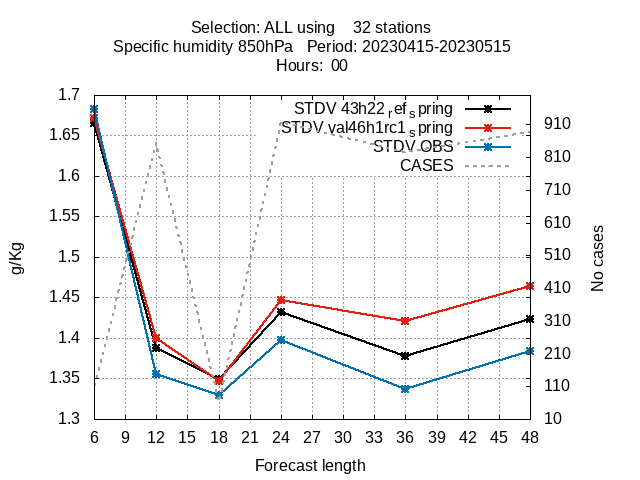 Selection: ALL using    32 stations
Specific humidity 850hPa   Period: 20230415-20230515
Hours:  00
1.7
1.65
1.6
1.55
1.5
1.45
1.4
1.35
1.3
g/Kg
STDV 43h22_ref_spring
STDV val46h1rc1_spring
STDV OBS
CASES
910
810
710
610
510
410
310
210
110
10
No cases
6 9 12 15 18 21 24 27 30 33 36 39 42 45 48
Forecast length